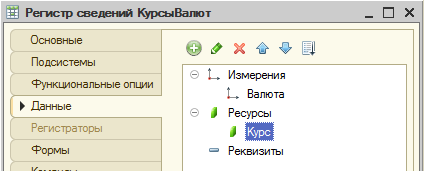 Регистр сведений КурсыВалют
Основные
Подсистемы
Функциональные опции
Данные
Регистраторы
Формы
Измерения
Валюта
Ресурсы
Курс
Реквизиты